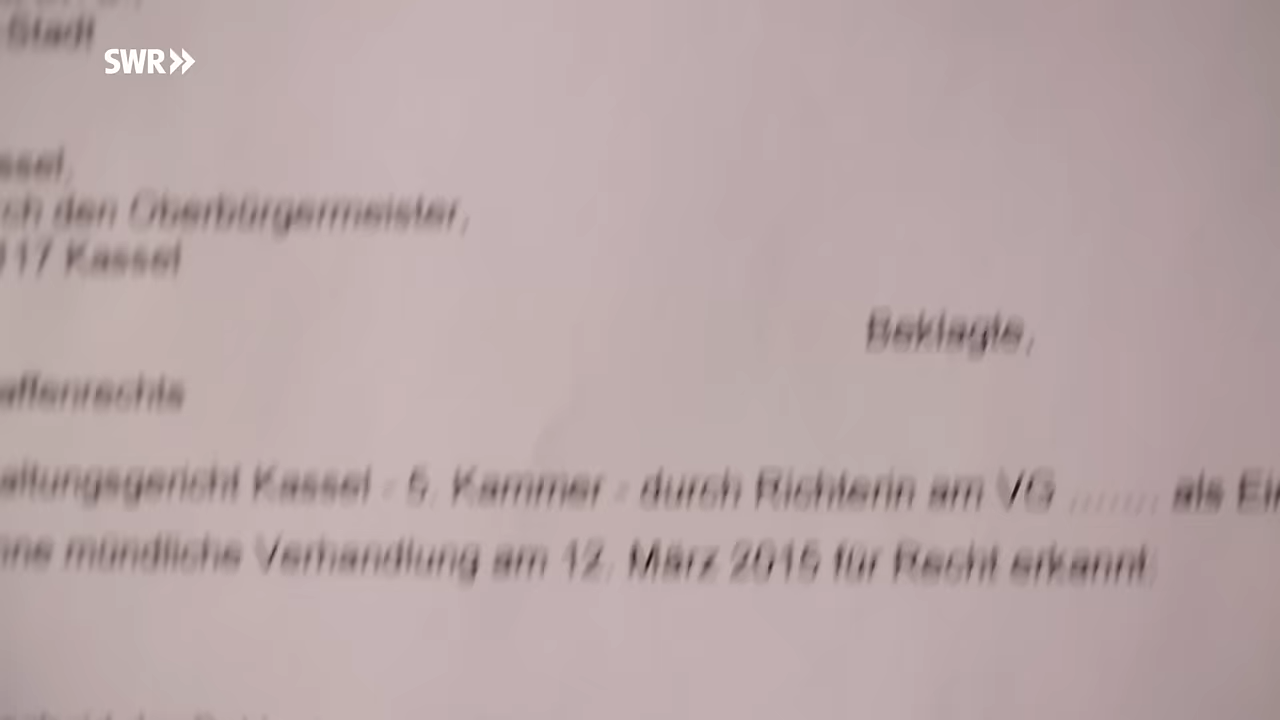 Stadt
SWR
ssel,
ch den Oberbürgermeister,
117 Kassel
Beklagte,
affenrechts
altungsgericht Kassel - 5. Kammer - durch Richterin am VG ....... als Ein
ne mündliche Verhandlung am 12. März 2015 für Recht erkannt: